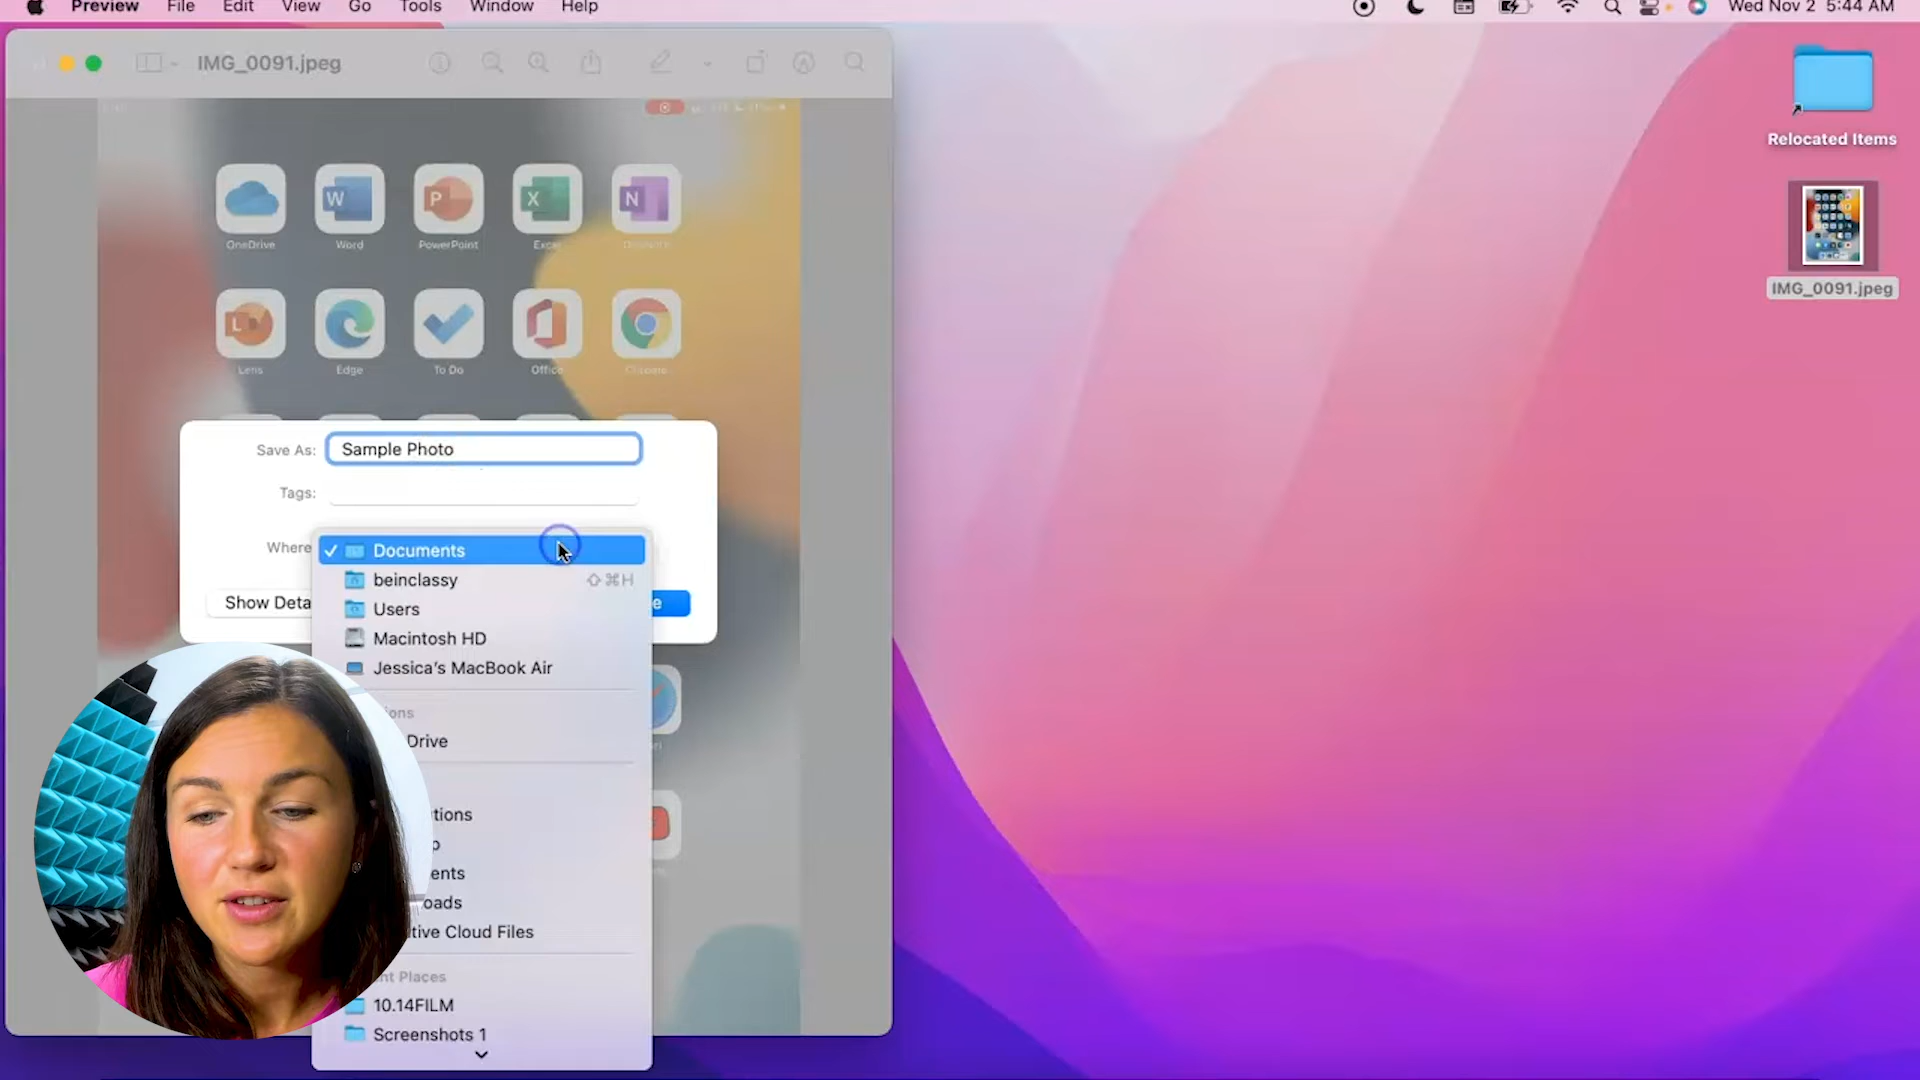 Preview File Edit View Go Tools Window Help
Wed Nov 2 5:44 AM
IMG_0091.jpeg
Relocated Items
IMG_0091.jpeg
OneDrive Word PowerPoint Excel OneNote
Lens Edge To Do Office Chrome
Save As: Sample Photo
Tags:
Where
Documents
beinclassy ⇧⌘H
Users
Show Deta
e
Macintosh HD
Jessica's MacBook Air
ions
Drive
tions
p
ents
oads
tive Cloud Files
nt Places
10.14FILM
Screenshots 1